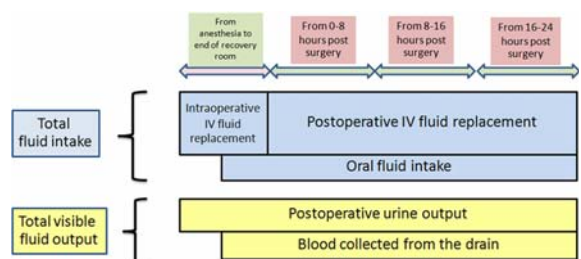 From
anesthesia to
end of recovery
room
From 0-8
hours post
surgery
From 8-16
hours post
surgery
From 16-24
hours post
surgery
Total
fluid intake
Intraoperative
IV fluid
replacement
Postoperative IV fluid replacement
Oral fluid intake
Total visible
fluid output
Postoperative urine output
Blood collected from the drain